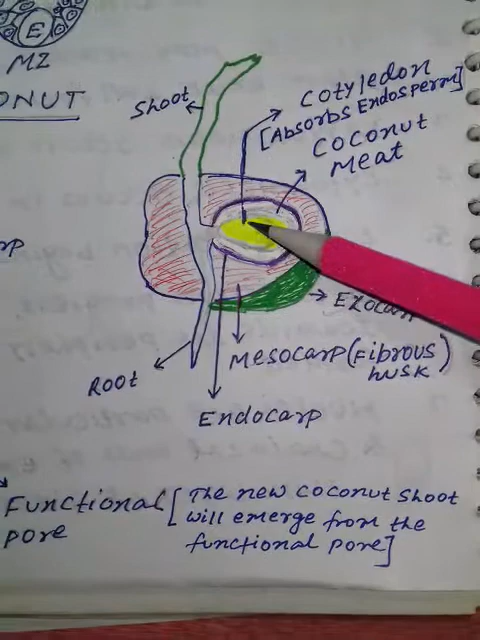 E
MZ
ONUT
Shoot
Cotyledon
[Absorbs Endosperm]
Coconut
meat
Exocar
Mesocarp (Fibrous
husk)
Root
Endocarp
Functional
pore
[The new coconut shoot
will emerge from the
functional pore]